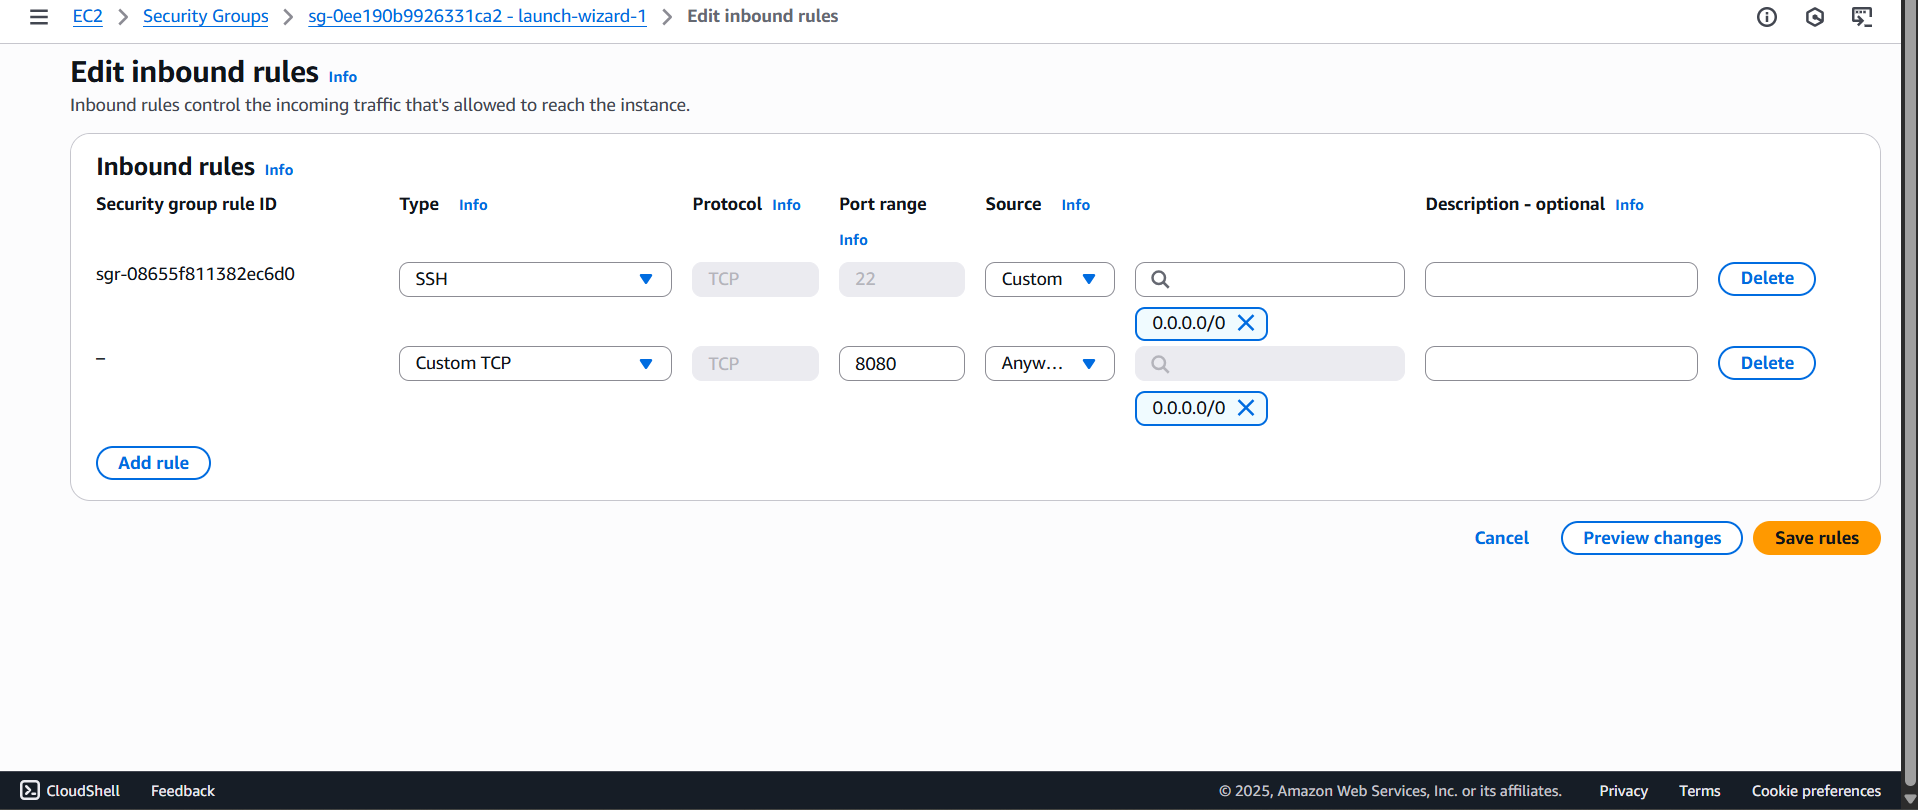 EC2 > Security Groups > sg-0ee190b9926331ca2 - launch-wizard-1 > Edit inbound rules
Edit inbound rules Info
Inbound rules control the incoming traffic that's allowed to reach the instance.
Inbound rules Info
Security group rule ID Type Info Protocol Info Port range Source Info Description - optional Info
Info
sgr-08655f811382ec6d0 SSH TCP 22 Custom Delete
0.0.0.0/0
– Custom TCP TCP 8080 Anyw... Delete
0.0.0.0/0
Add rule
Cancel Preview changes Save rules
CloudShell Feedback © 2025, Amazon Web Services, Inc. or its affiliates. Privacy Terms Cookie preferences